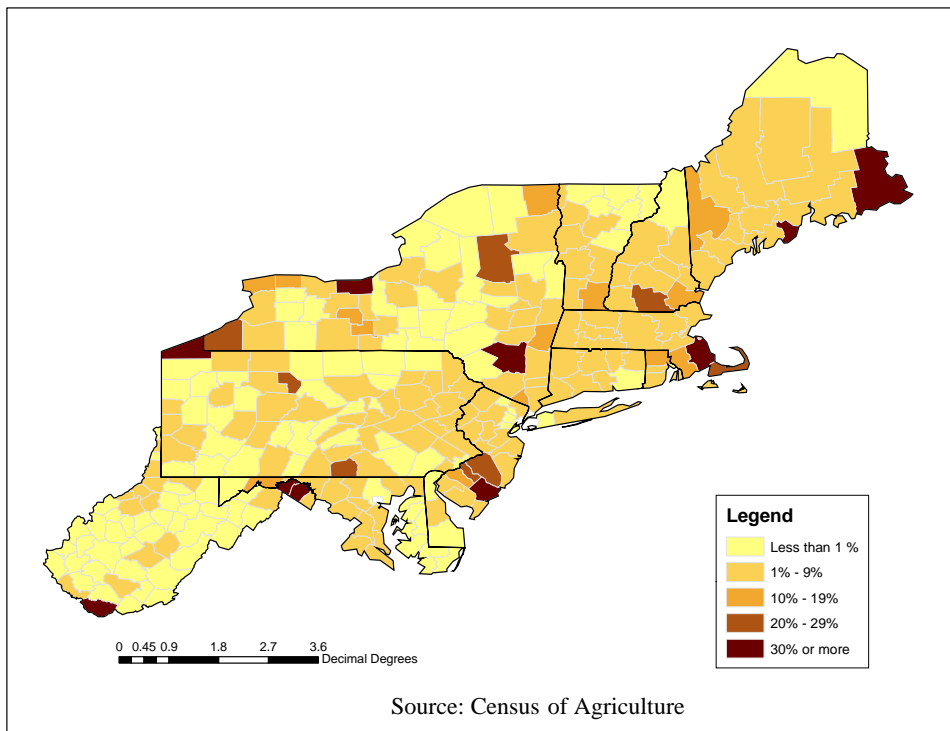 Legend
Less than 1 %
1% - 9%
10% - 19%
20% - 29%
30% or more
0 0.45 0.9 1.8 2.7 3.6
Decimal Degrees
Source: Census of Agriculture